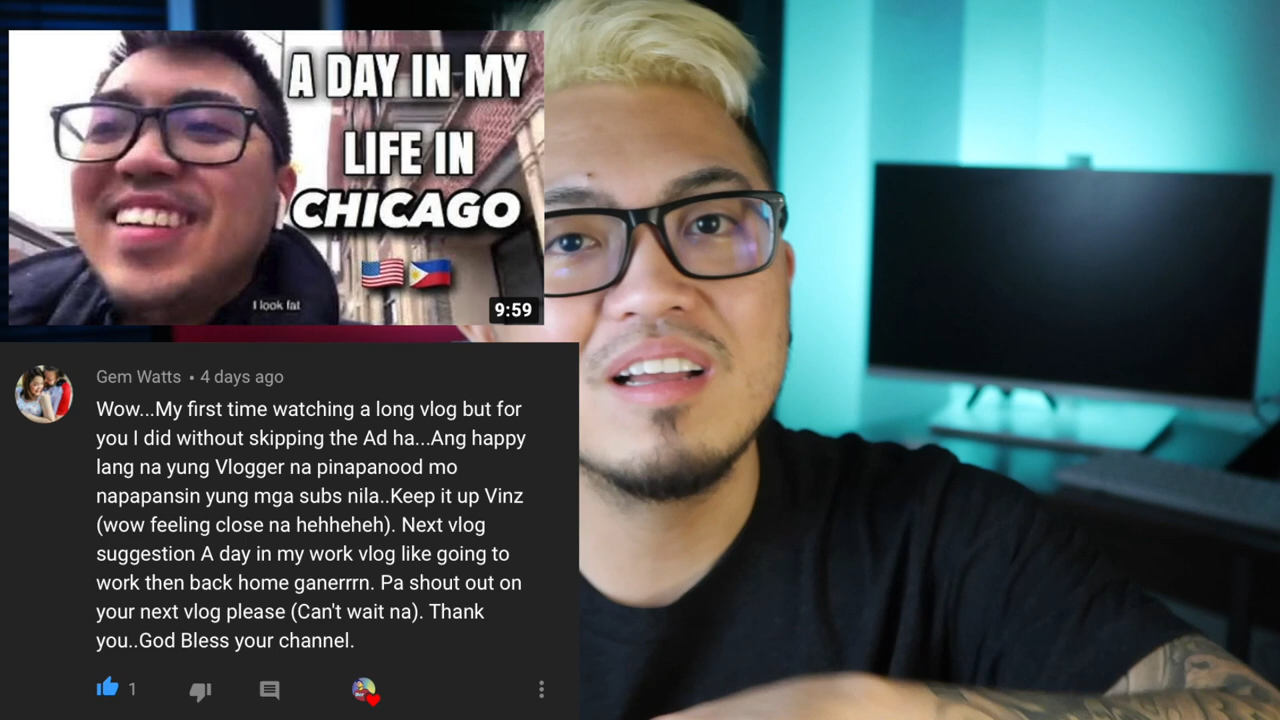 A DAY IN MY
LIFE IN
CHICAGO
I look fat
9:59
Gem Watts • 4 days ago
Wow...My first time watching a long vlog but for
you I did without skipping the Ad ha...Ang happy
lang na yung Vlogger na pinapanood mo
napapansin yung mga subs nila..Keep it up Vinz
(wow feeling close na hehheheh). Next vlog
suggestion A day in my work vlog like going to
work then back home ganerrrn. Pa shout out on
your next vlog please (Can't wait na). Thank
you..God Bless your channel.
1